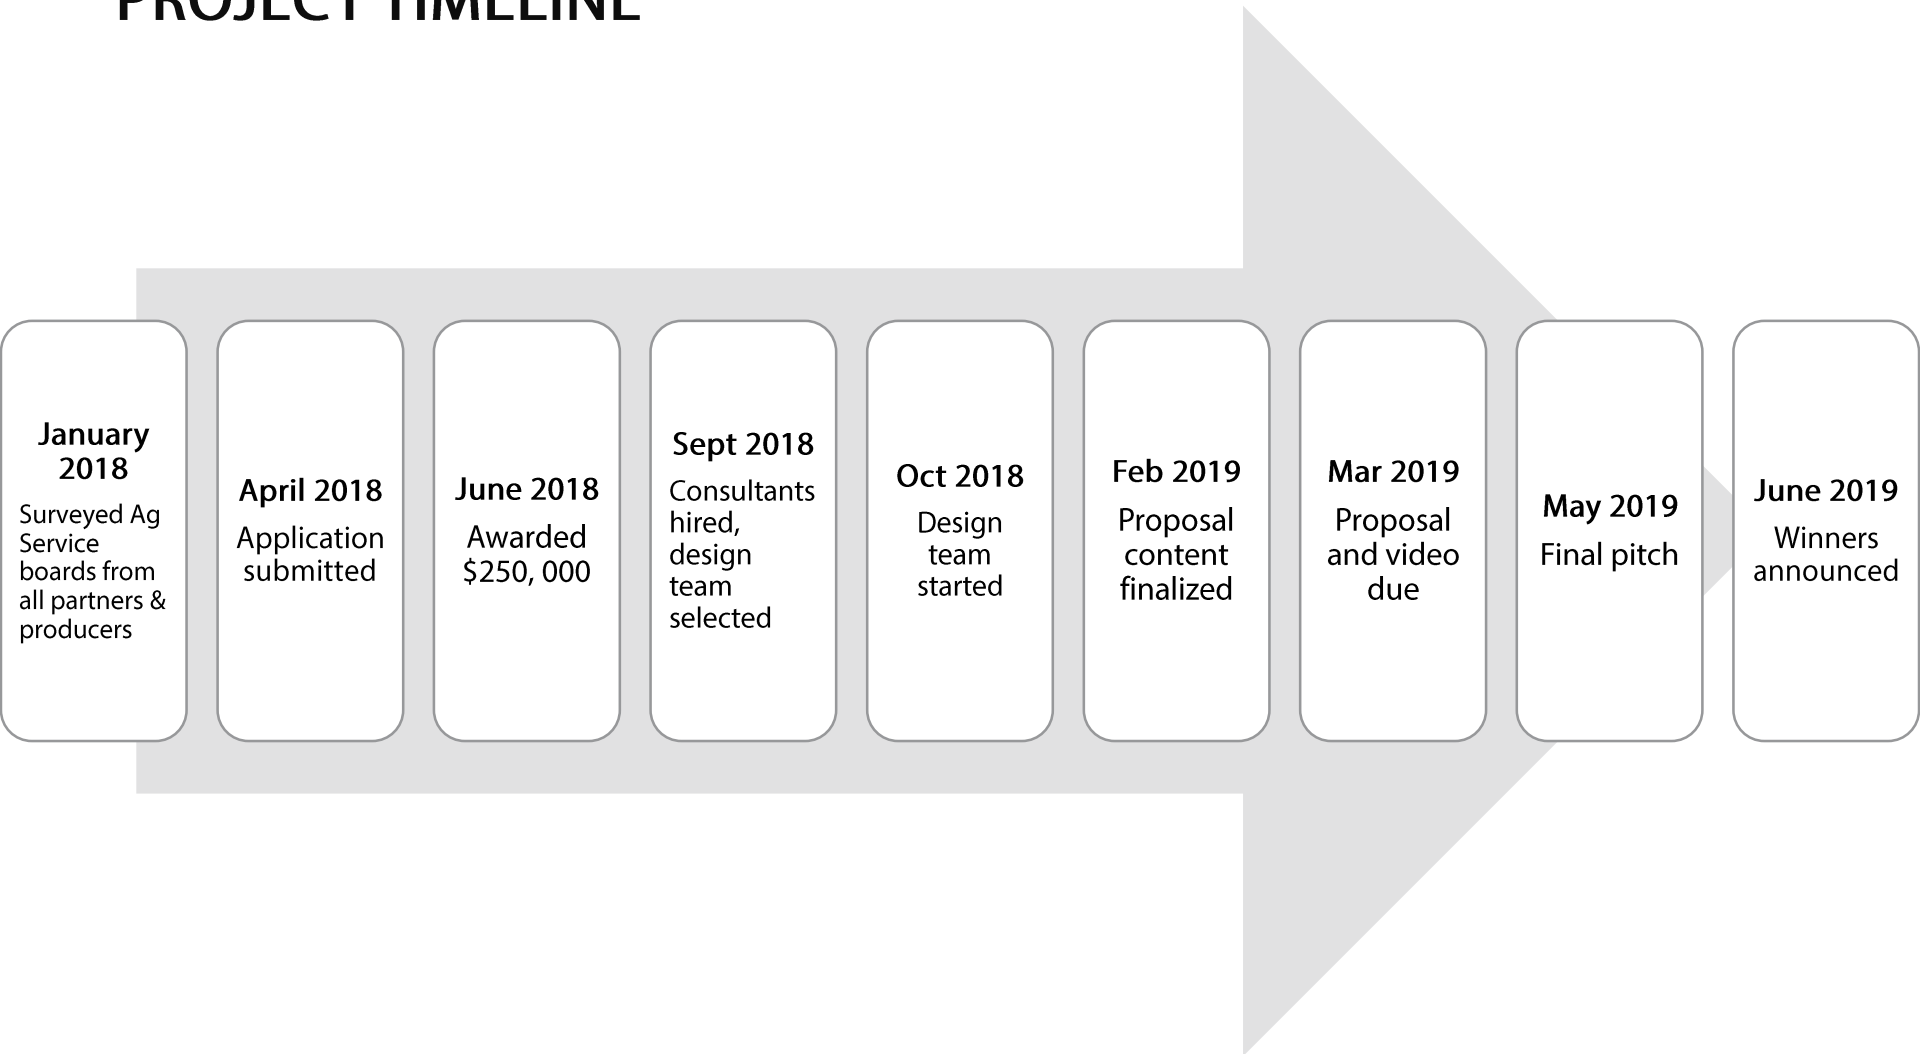 PROJECT TIMELINE
January
2018
Surveyed Ag
Service
boards from
all partners &
producers
April 2018
Application
submitted
June 2018
Awarded
$250, 000
Sept 2018
Consultants
hired,
design
team
selected
Oct 2018
Design
team
started
Feb 2019
Proposal
content
finalized
Mar 2019
Proposal
and video
due
May 2019
Final pitch
June 2019
Winners
announced